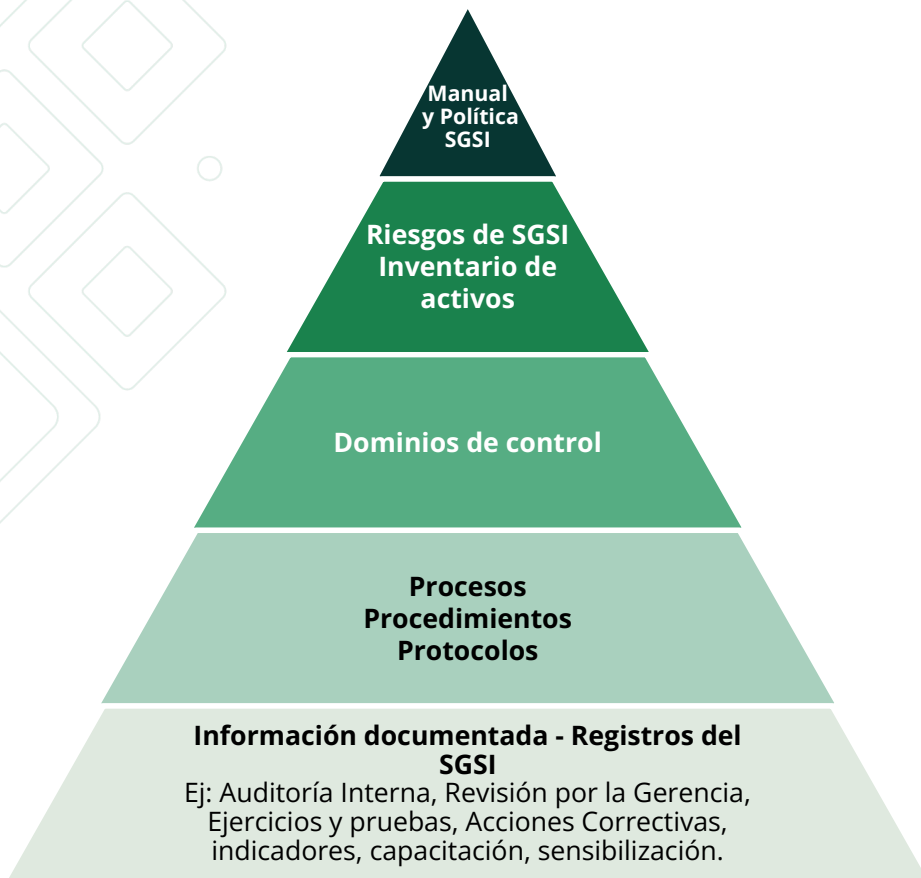 Manual
y Política
SGSI
Riesgos de SGSI
Inventario de
activos
Dominios de control
Procesos
Procedimientos
Protocolos
Información documentada - Registros del
SGSI
Ej: Auditoría Interna, Revisión por la Gerencia,
Ejercicios y pruebas, Acciones Correctivas,
indicadores, capacitación, sensibilización.